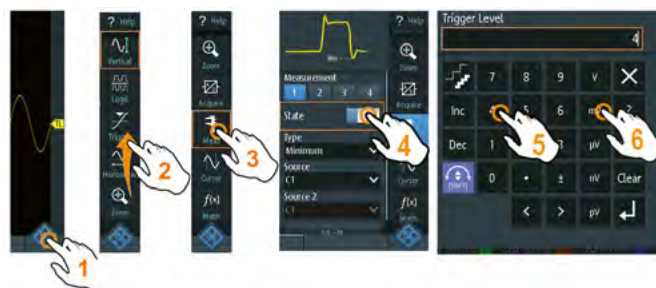 TL
1
? Help
Vertical
Logic
Zoom
2
? Help
Zoom
Acquire
Meas
Cursor
f(x)
Math
3
? Help
Zoom
Acquire
Cursor
f(x)
Math
Measurement
1 2 3 4
State
Type
Minimum
Source
C1
Source 2
C1
4
Trigger Level
4
7 8 9 V
Inc 5 6
Dec 1 3 µV
0 . ± nV Clear
< > pV
5
6